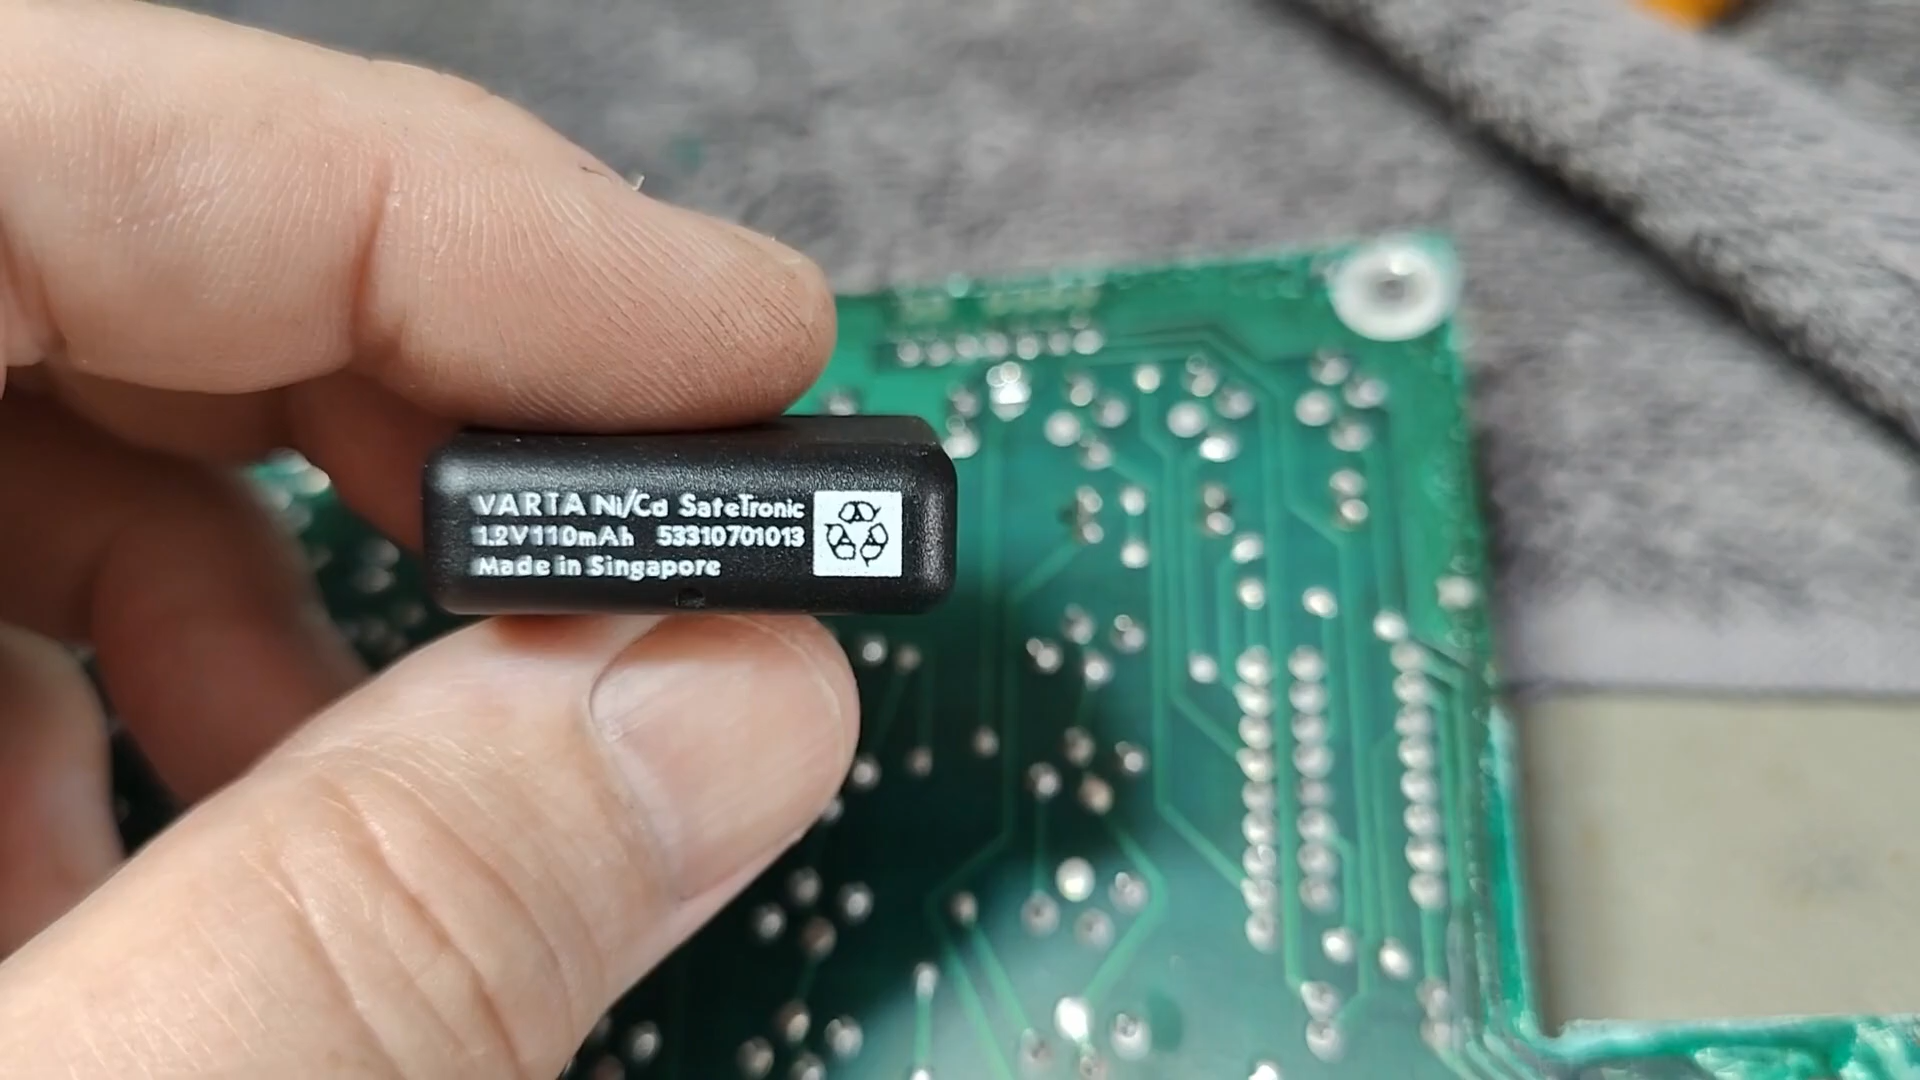 VARTA Ni/Cd SafeTronic
1.2V110mAh 53310701013
Made in Singapore